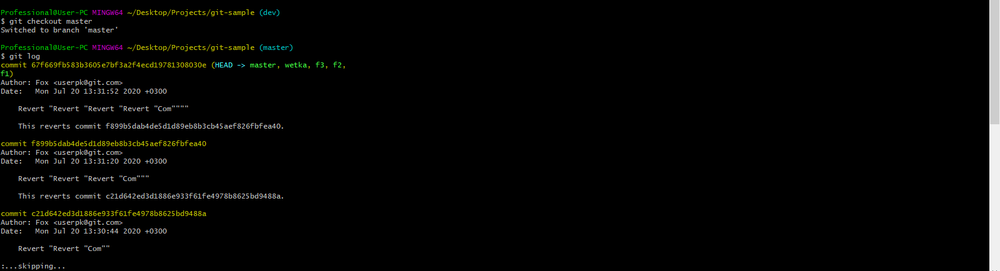 Professional@User-PC MINGW64 ~/Desktop/Projects/git-sample (dev)
$ git checkout master
Switched to branch 'master'
Professional@User-PC MINGW64 ~/Desktop/Projects/git-sample (master)
$ git log
commit 67f669fb583b3605e7bf3a2f4ecd19781308030e (HEAD -> master, wetka, f3, f2,
f1)
Author: Fox <userpk@git.com>
Date:   Mon Jul 20 13:31:52 2020 +0300
    Revert "Revert "Revert "Revert "Com""""
    This reverts commit f899b5dab4de5d1d89eb8b3cb45aef826fbfea40.
commit f899b5dab4de5d1d89eb8b3cb45aef826fbfea40
Author: Fox <userpk@git.com>
Date:   Mon Jul 20 13:31:20 2020 +0300
    Revert "Revert "Revert "Com"""
    This reverts commit c21d642ed3d1886e933f61fe4978b8625bd9488a.
commit c21d642ed3d1886e933f61fe4978b8625bd9488a
Author: Fox <userpk@git.com>
Date:   Mon Jul 20 13:30:44 2020 +0300
    Revert "Revert "Com""
:...skipping...